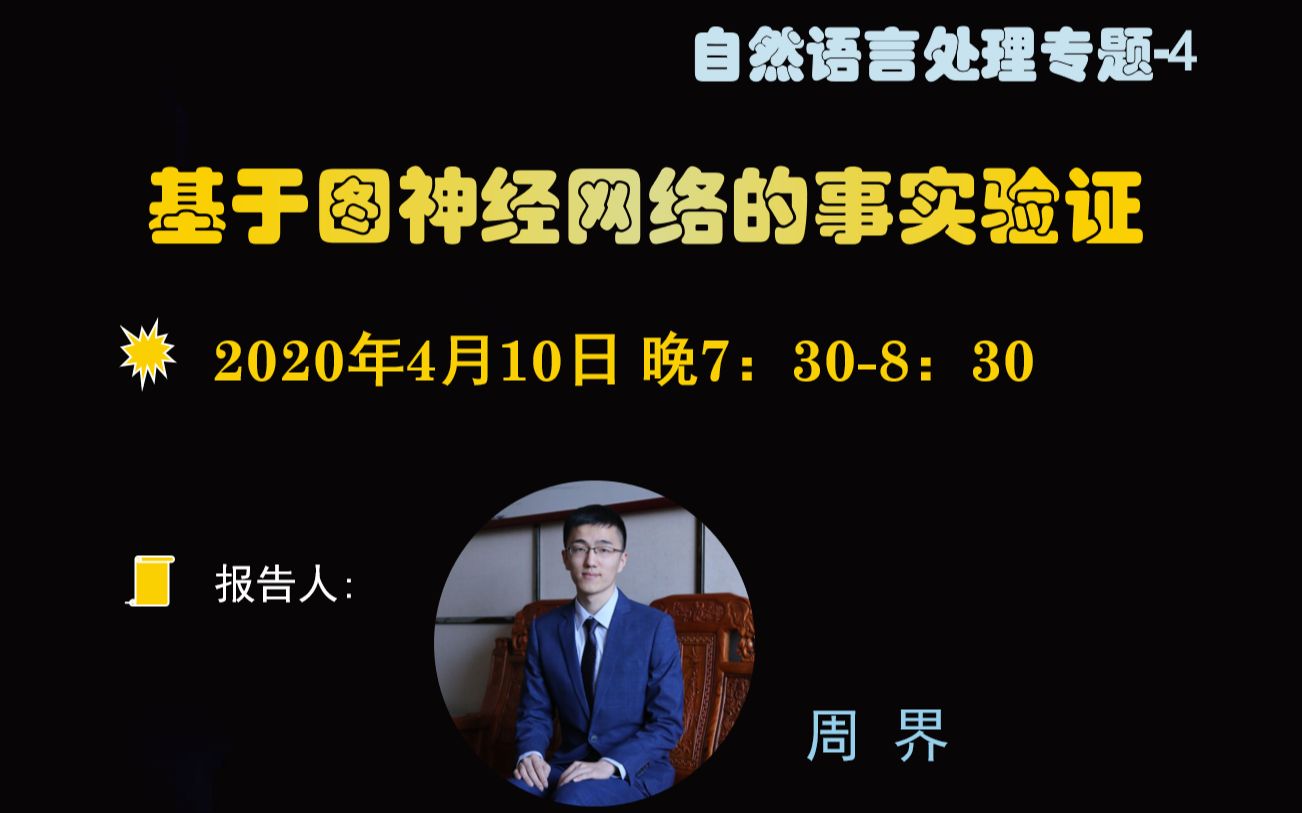 自然语言处理专题-4
基于图神经网络的事实验证
2020年4月10日 晚7：30-8：30
报告人：
周 界